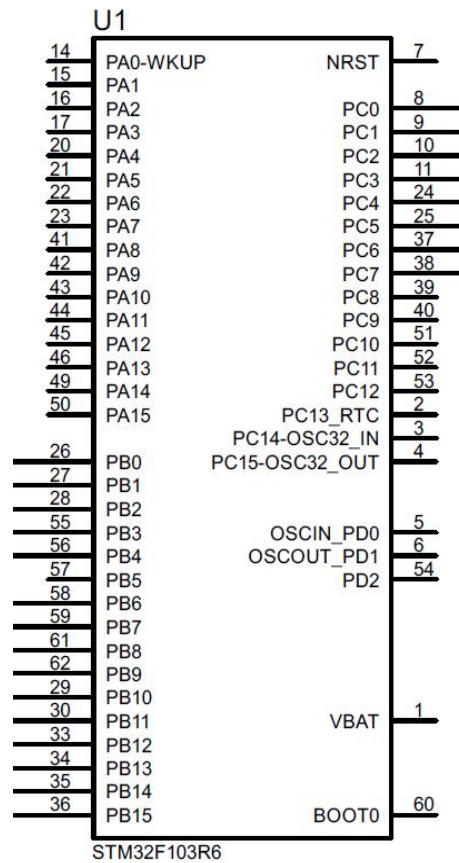 U1
14 PA0-WKUP NRST 7
15 PA1
16 PA2 PC0 8
17 PA3 PC1 9
20 PA4 PC2 10
21 PA5 PC3 11
22 PA6 PC4 24
23 PA7 PC5 25
41 PA8 PC6 37
42 PA9 PC7 38
43 PA10 PC8 39
44 PA11 PC9 40
45 PA12 PC10 51
46 PA13 PC11 52
49 PA14 PC12 53
50 PA15 PC13_RTC 2
PC14-OSC32_IN 3
26 PB0 PC15-OSC32_OUT 4
27 PB1
28 PB2
55 PB3 OSCIN_PD0 5
56 PB4 OSCOUT_PD1 6
57 PB5 PD2 54
58 PB6
59 PB7
61 PB8
62 PB9
29 PB10
30 PB11 VBAT 1
33 PB12
34 PB13
35 PB14
36 PB15 BOOT0 60
STM32F103R6